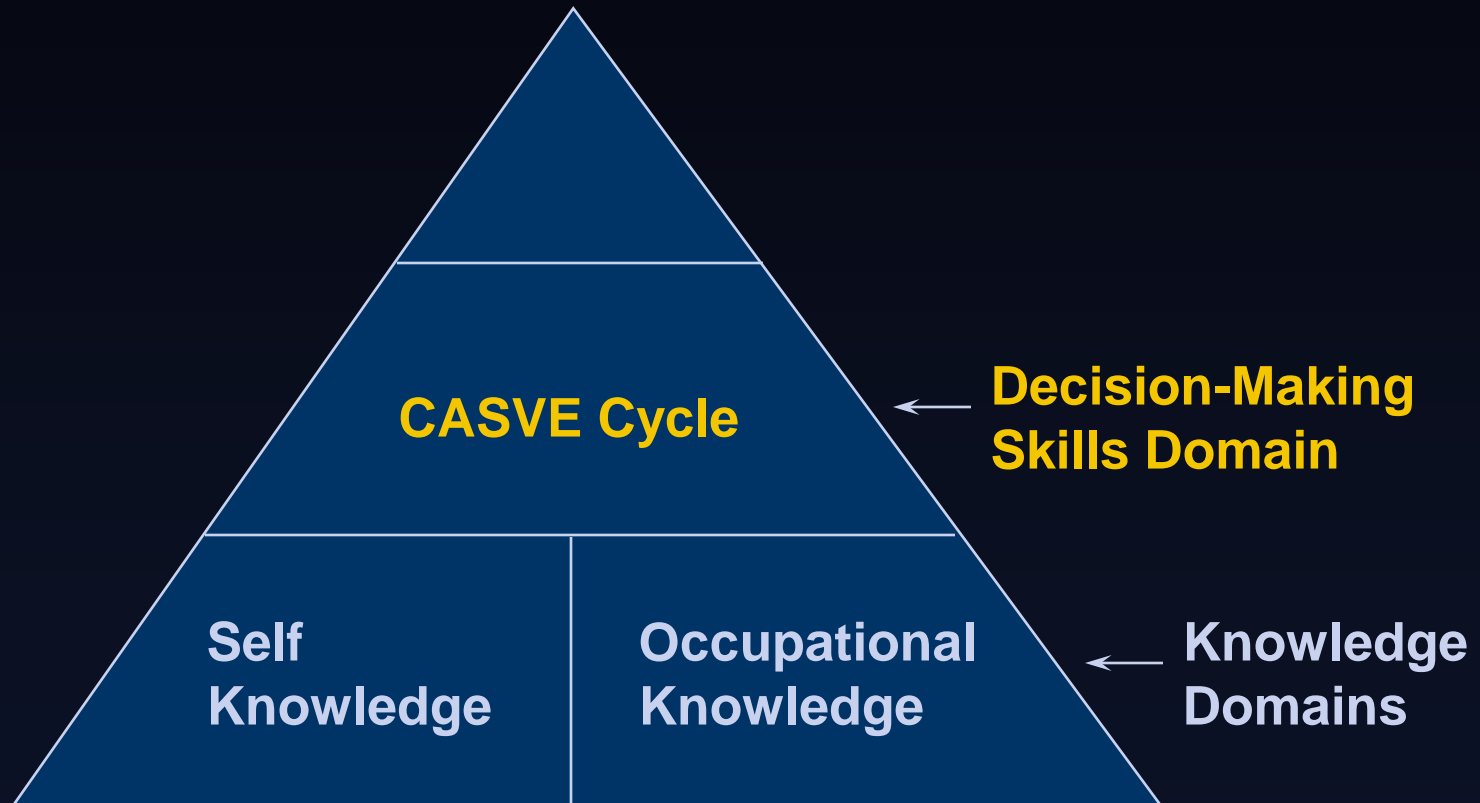 CASVE Cycle
Decision-Making
Skills Domain
Self
Knowledge
Occupational
Knowledge
Knowledge
Domains